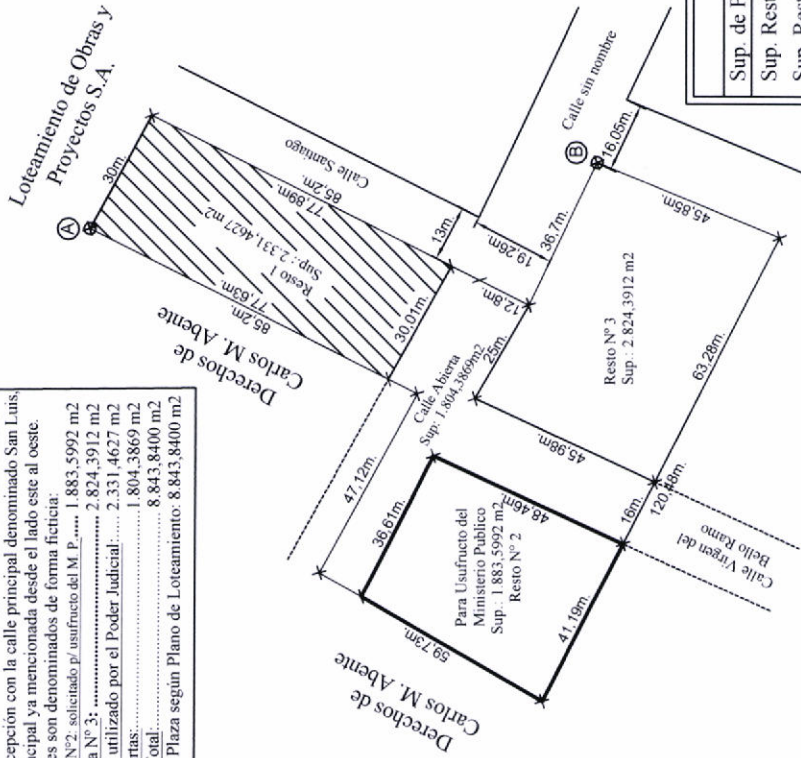 cepción con la calle principal denominado San Luis,
ncipal ya mencionada desde el lado este al oeste.
es son denominados de forma ficticia:
Nº2: solicitado p/ usufructo del M. P...... 1.883,5992 m2
a Nº 3: ............................ 2.824,3912 m2
utilizado por el Poder Judicial:.... 2.331,4627 m2
rtas:............................ 1.804,3869 m2
otal:............................ 8.843,8400 m2
Plaza según Plano de Loteamiento: 8.843,8400 m2
Loteamiento de Obras y
Proyectos S.A.
A
30m.
Calle Santiago
85,2m.
77,89m.
Resto 1
Sup.: 2.331,4627 m2
77,63m.
85,2m.
Derechos de
Carlos M. Abente
30,01m.
13m.
19,26m.
12,8m.
36,7m.
Calle sin nombre
B
16,05m.
45,85m.
25m.
Calle Abierta
Sup: 1.804,3869m2
47,12m.
36,61m.
48,46m.
45,98m.
Resto Nº 3
Sup.: 2.824,3912 m2
63,28m.
120,48m.
16m.
Calle Virgen del
Bello Ramo
Para Usufructo del
Ministerio Publico
Sup.: 1.883,5992 m2
Resto Nº 2
59,73m.
41,19m.
Derechos de
Carlos M. Abente
Sup. de
Sup. Rest
Sup. Rest